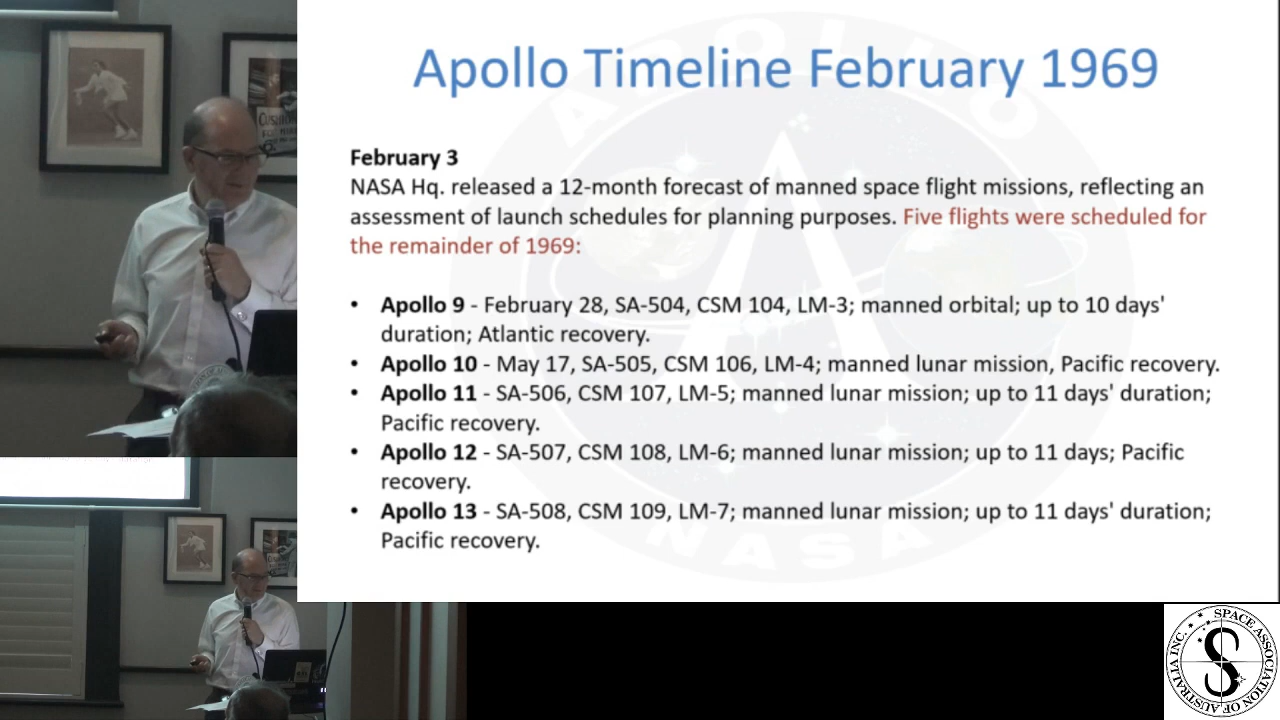 Apollo Timeline February 1969
February 3
NASA Hq. released a 12-month forecast of manned space flight missions, reflecting an
assessment of launch schedules for planning purposes. Five flights were scheduled for
the remainder of 1969:
• Apollo 9 - February 28, SA-504, CSM 104, LM-3; manned orbital; up to 10 days'
duration; Atlantic recovery.
• Apollo 10 - May 17, SA-505, CSM 106, LM-4; manned lunar mission, Pacific recovery.
• Apollo 11 - SA-506, CSM 107, LM-5; manned lunar mission; up to 11 days' duration;
Pacific recovery.
• Apollo 12 - SA-507, CSM 108, LM-6; manned lunar mission; up to 11 days; Pacific
recovery.
• Apollo 13 - SA-508, CSM 109, LM-7; manned lunar mission; up to 11 days' duration;
Pacific recovery.
APOLLO
NASA
SPACE ASSOCIATION OF AUSTRALIA INC.
S